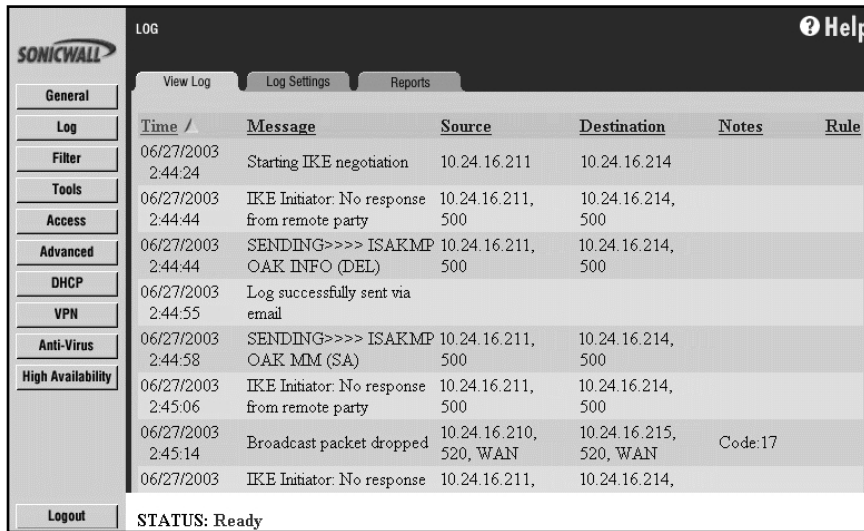 SONICWALL
LOG
Help
View Log
Log Settings
Reports
General
Log
Filter
Tools
Access
Advanced
DHCP
VPN
Anti-Virus
High Availability
Logout
Time Message Source Destination Notes Rule
06/27/2003 2:44:24 Starting IKE negotiation 10.24.16.211 10.24.16.214
06/27/2003 IKE Initiator: No response 10.24.16.211, 10.24.16.214,
2:44:44 from remote party 500 500
06/27/2003 SENDING>>>> ISAKMP 10.24.16.211, 10.24.16.214,
2:44:44 OAK INFO (DEL) 500 500
06/27/2003 Log successfully sent via
2:44:55 email
06/27/2003 SENDING>>>> ISAKMP 10.24.16.211, 10.24.16.214,
2:44:58 OAK MM (SA) 500 500
06/27/2003 IKE Initiator: No response 10.24.16.211, 10.24.16.214,
2:45:06 from remote party 500 500
06/27/2003 Broadcast packet dropped 10.24.16.210, 10.24.16.215, Code:17
2:45:14 520, WAN 520, WAN
06/27/2003 IKE Initiator: No response 10.24.16.211, 10.24.16.214,
STATUS: Ready